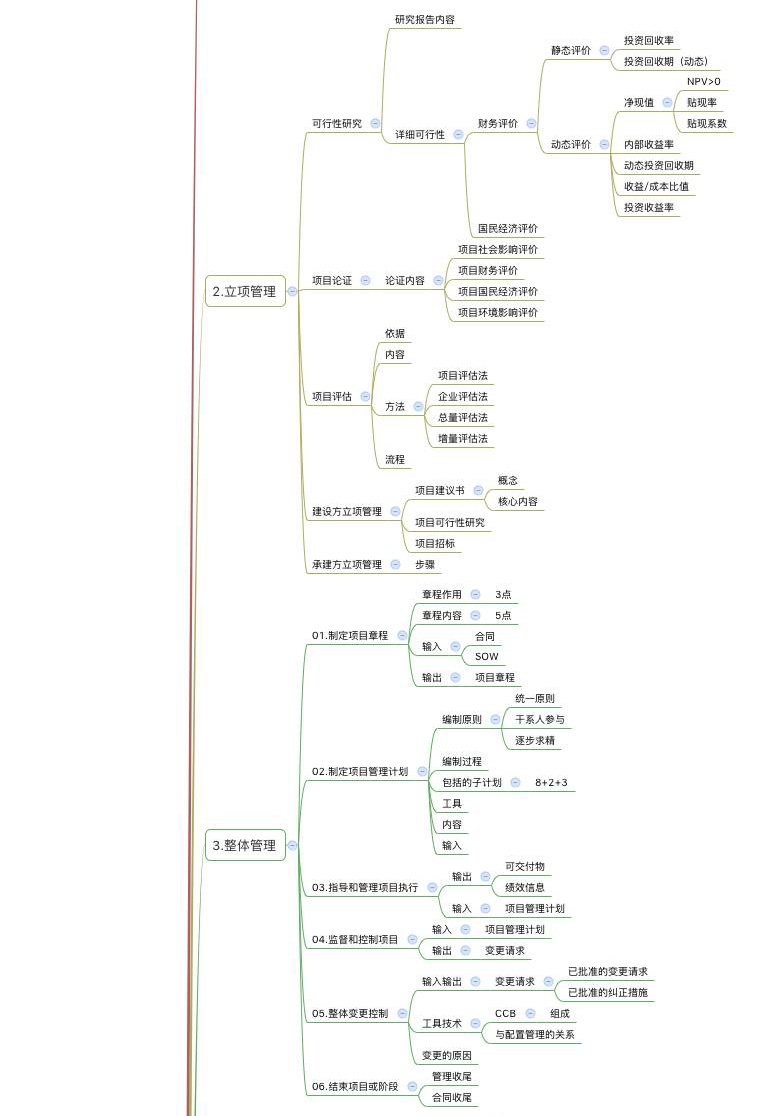 2.立项管理
可行性研究
研究报告内容
详细可行性
财务评价
静态评价
投资回收率
投资回收期（动态）
动态评价
净现值
NPV>0
贴现率
贴现系数
内部收益率
动态投资回收期
收益/成本比值
投资收益率
国民经济评价
项目论证
论证内容
项目社会影响评价
项目财务评价
项目国民经济评价
项目环境影响评价
项目评估
依据
内容
方法
项目评估法
企业评估法
总量评估法
增量评估法
流程
建设方立项管理
项目建议书
概念
核心内容
项目可行性研究
项目招标
承建方立项管理
步骤
3.整体管理
01.制定项目章程
章程作用
3点
章程内容
5点
输入
合同
SOW
输出
项目章程
02.制定项目管理计划
编制原则
统一原则
干系人参与
逐步求精
编制过程
包括的子计划
8+2+3
工具
内容
输入
03.指导和管理项目执行
输出
可交付物
绩效信息
输入
项目管理计划
04.监督和控制项目
输入
项目管理计划
输出
变更请求
05.整体变更控制
输入输出
变更请求
已批准的变更请求
已批准的纠正措施
工具技术
CCB
组成
与配置管理的关系
变更的原因
06.结束项目或阶段
管理收尾
合同收尾